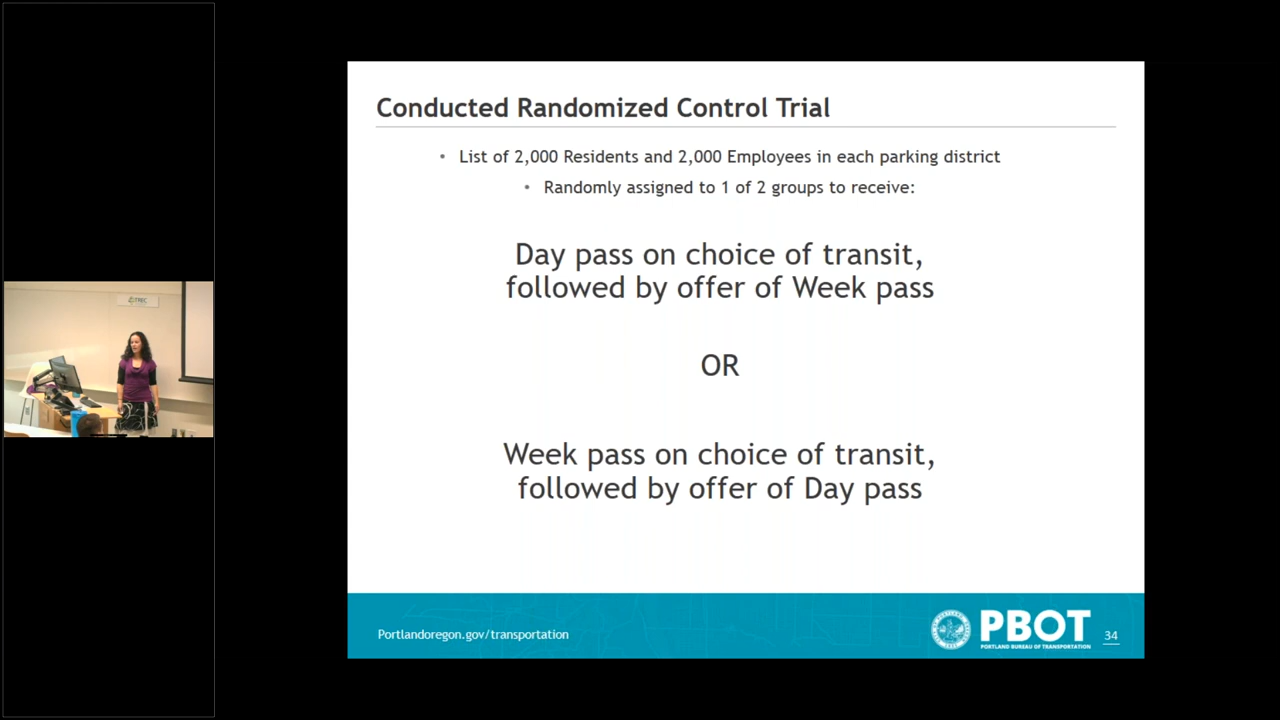 Conducted Randomized Control Trial
• List of 2,000 Residents and 2,000 Employees in each parking district
• Randomly assigned to 1 of 2 groups to receive:
Day pass on choice of transit,
followed by offer of Week pass
OR
Week pass on choice of transit,
followed by offer of Day pass
Portlandoregon.gov/transportation
PBOT
PORTLAND BUREAU OF TRANSPORTATION
34
TREC